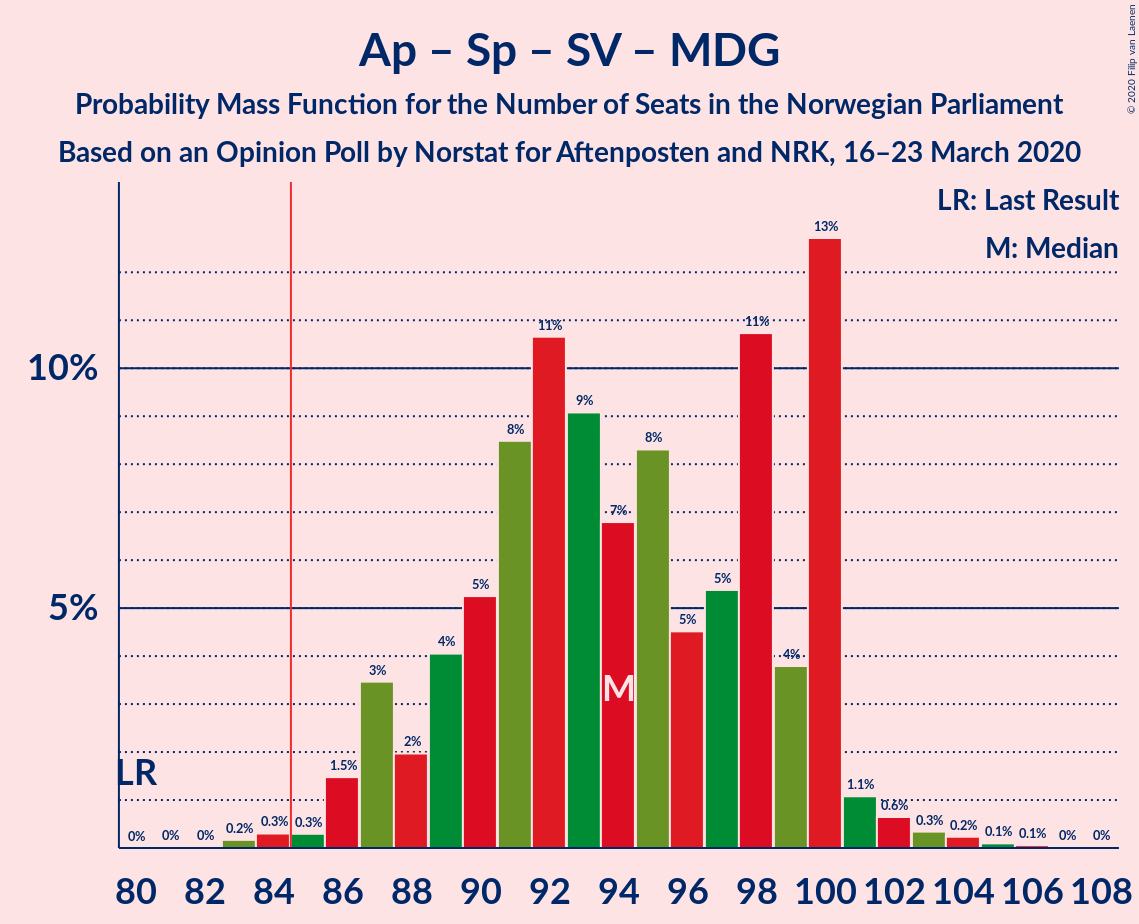 Ap – Sp – SV – MDG
Probability Mass Function for the Number of Seats in the Norwegian Parliament
Based on an Opinion Poll by Norstat for Aftenposten and NRK, 16–23 March 2020
© 2020 Filip van Laenen
LR: Last Result
M: Median
10%
5%
LR
M
0% 0% 0% 0.2% 0.3% 0.3% 1.5% 3% 2% 4% 5% 8% 11% 9% 7% 8% 5% 5% 11% 4% 13% 1.1% 0.6% 0.3% 0.2% 0.1% 0.1% 0% 0%
80 82 84 86 88 90 92 94 96 98 100 102 104 106 108